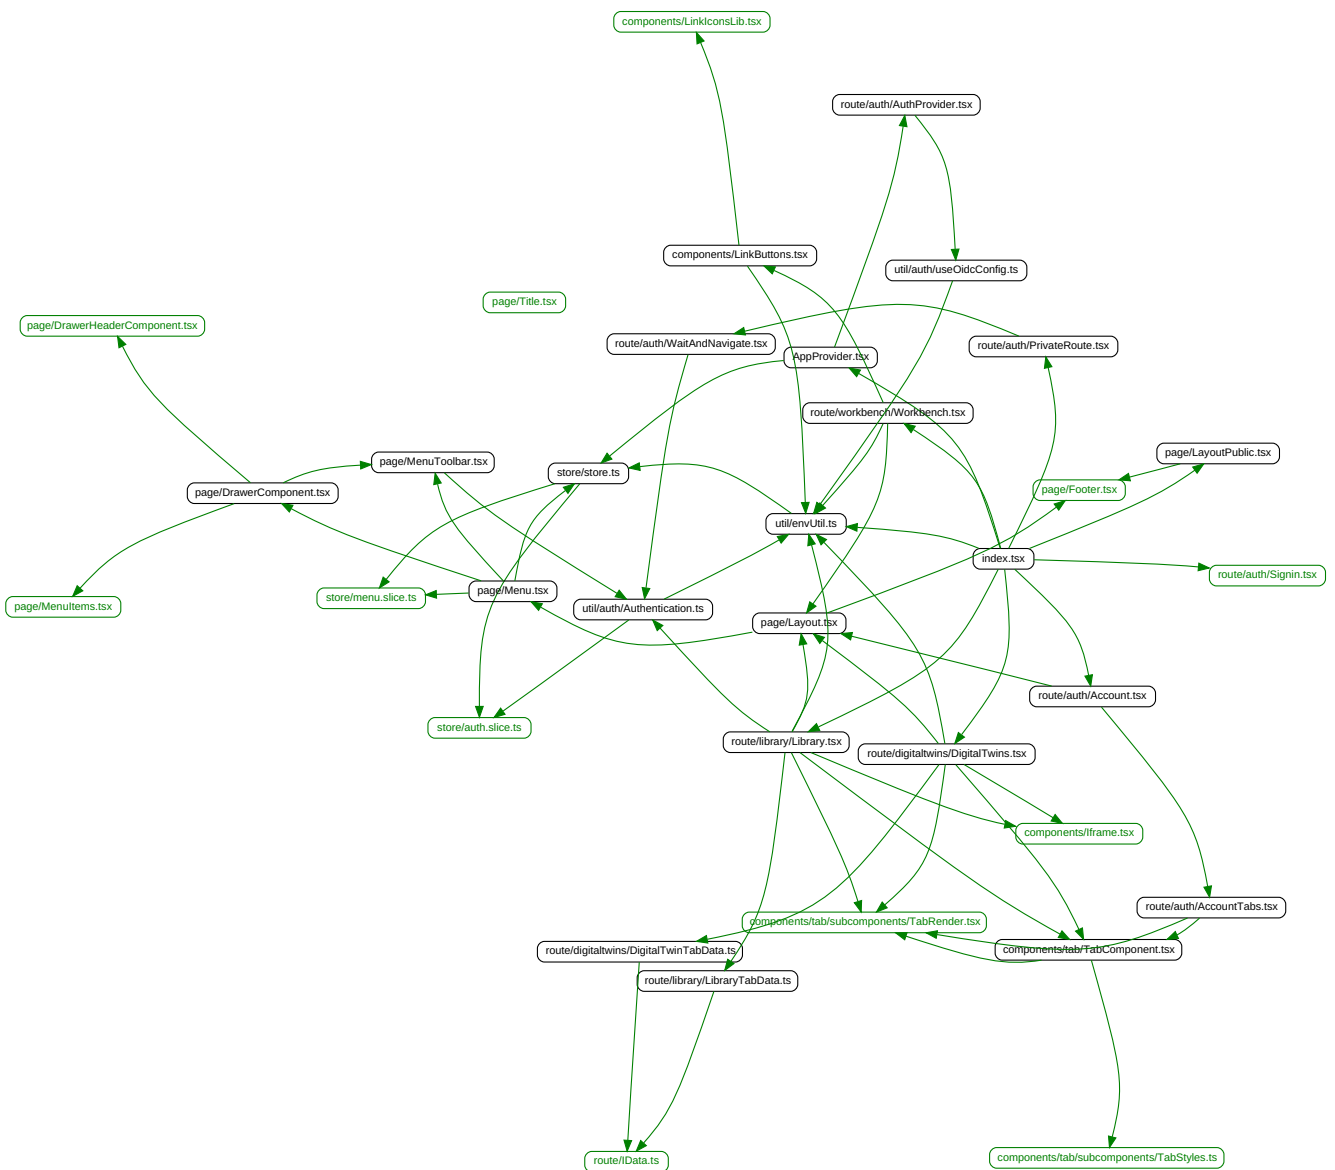 components/LinkIconsLib.tsx
route/auth/AuthProvider.tsx
components/LinkButtons.tsx
util/auth/useOidcConfig.ts
page/Title.tsx
page/DrawerHeaderComponent.tsx
route/auth/WaitAndNavigate.tsx
route/auth/PrivateRoute.tsx
AppProvider.tsx
route/workbench/Workbench.tsx
page/LayoutPublic.tsx
page/MenuToolbar.tsx
store/store.ts
page/DrawerComponent.tsx
page/Footer.tsx
util/envUtil.ts
index.tsx
route/auth/Signin.tsx
page/Menu.tsx
store/menu.slice.ts
page/MenuItems.tsx
util/auth/Authentication.ts
page/Layout.tsx
route/auth/Account.tsx
store/auth.slice.ts
route/library/Library.tsx
route/digitaltwins/DigitalTwins.tsx
components/Iframe.tsx
route/auth/AccountTabs.tsx
components/tab/subcomponents/TabRender.tsx
route/digitaltwins/DigitalTwinTabData.ts
components/tab/TabComponent.tsx
route/library/LibraryTabData.ts
components/tab/subcomponents/TabStyles.ts
route/IData.ts